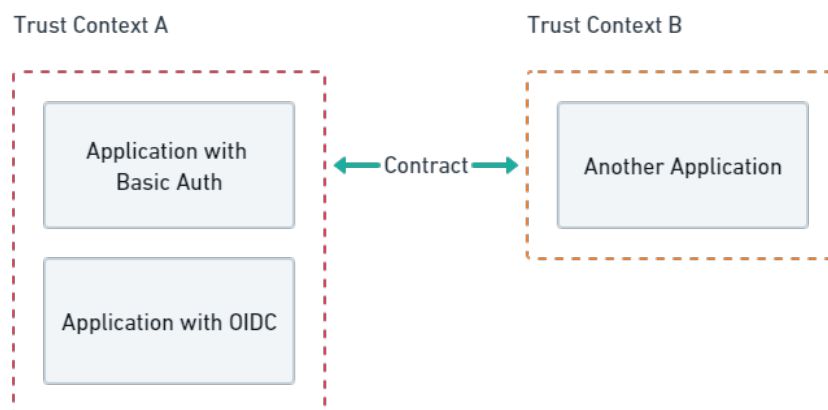 Trust Context A
Trust Context B
Application with
Basic Auth
Contract
Another Application
Application with OIDC